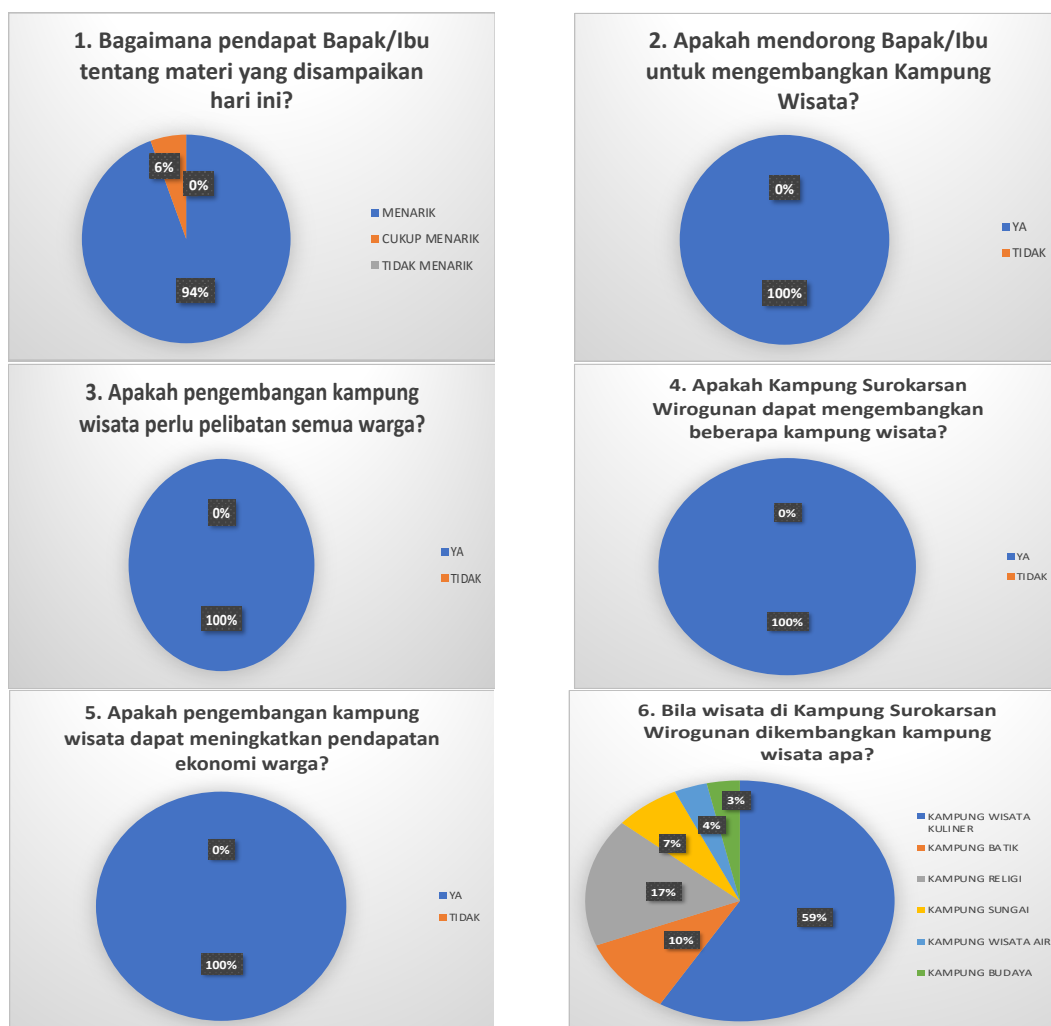 1. Bagaimana pendapat Bapak/Ibu
tentang materi yang disampaikan
hari ini?
6%
0%
94%
MENARIK
CUKUP MENARIK
TIDAK MENARIK
2. Apakah mendorong Bapak/Ibu
untuk mengembangkan Kampung
Wisata?
0%
100%
YA
TIDAK
3. Apakah pengembangan kampung
wisata perlu pelibatan semua warga?
0%
100%
YA
TIDAK
4. Apakah Kampung Surokarsan
Wirogunan dapat mengembangkan
beberapa kampung wisata?
0%
100%
YA
TIDAK
5. Apakah pengembangan kampung
wisata dapat meningkatkan pendapatan
ekonomi warga?
0%
100%
YA
TIDAK
6. Bila wisata di Kampung Surokarsan
Wirogunan dikembangkan kampung
wisata apa?
3%
4%
7%
17%
10%
59%
KAMPUNG WISATA
KULINER
KAMPUNG BATIK
KAMPUNG RELIGI
KAMPUNG SUNGAI
KAMPUNG WISATA AIR
KAMPUNG BUDAYA